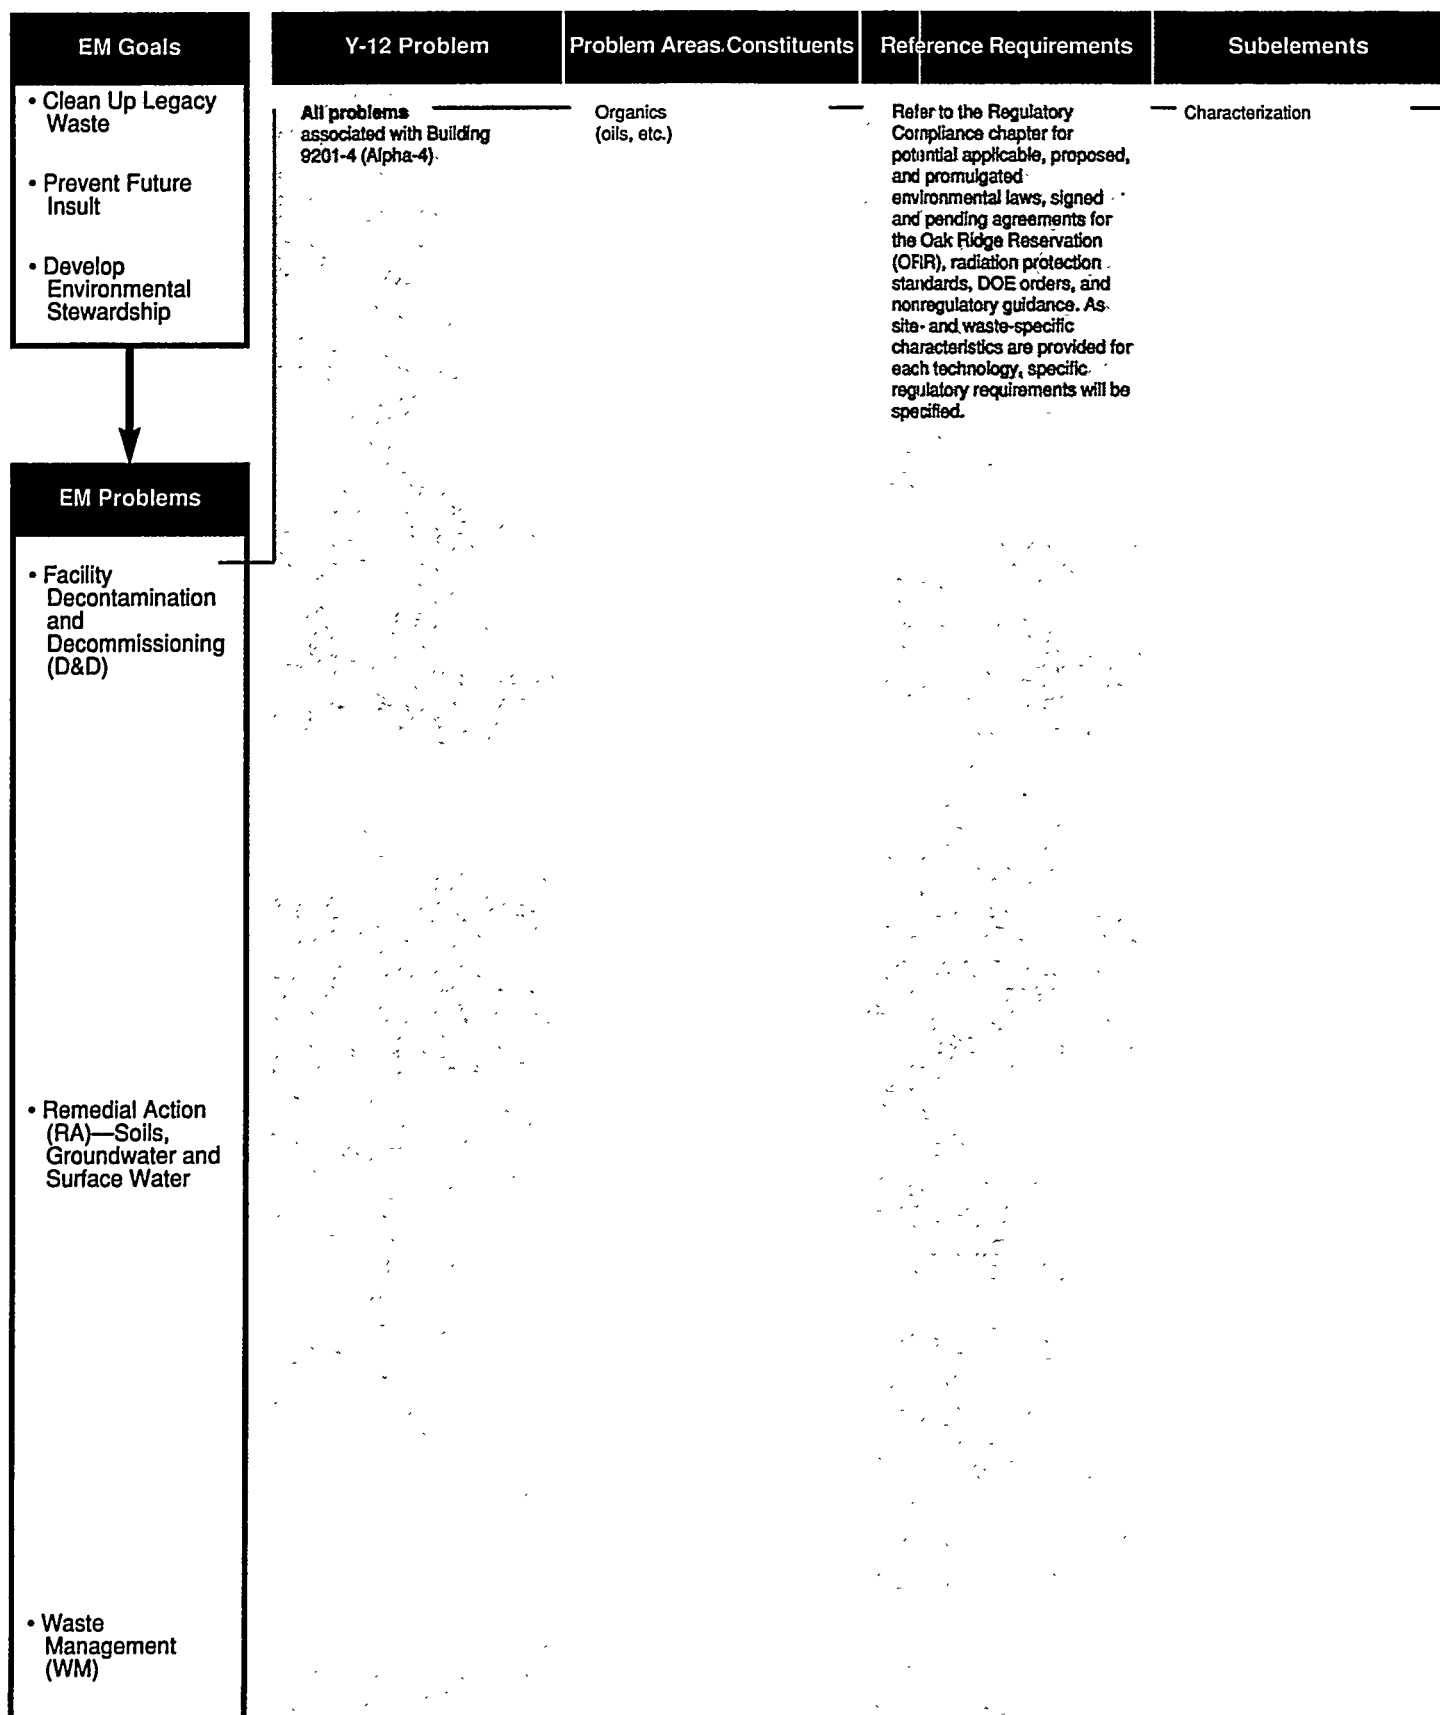 EM Goals
• Clean Up Legacy
Waste
• Prevent Future
Insult
• Develop
Environmental
Stewardship
EM Problems
• Facility
Decontamination
and
Decommissioning
(D&D)
• Remedial Action
(RA)—Soils,
Groundwater and
Surface Water
• Waste
Management
(WM)
Y-12 Problem
All problems
associated with Building
9201-4 (Alpha-4)
Problem Areas.Constituents
Organics
(oils, etc.)
Reference Requirements
Refer to the Regulatory
Compliance chapter for
potential applicable, proposed,
and promulgated
environmental laws, signed
and pending agreements for
the Oak Ridge Reservation
(ORR), radiation protection
standards, DOE orders, and
nonregulatory guidance. As
site- and waste-specific
characteristics are provided for
each technology, specific
regulatory requirements will be
specified.
Subelements
Characterization